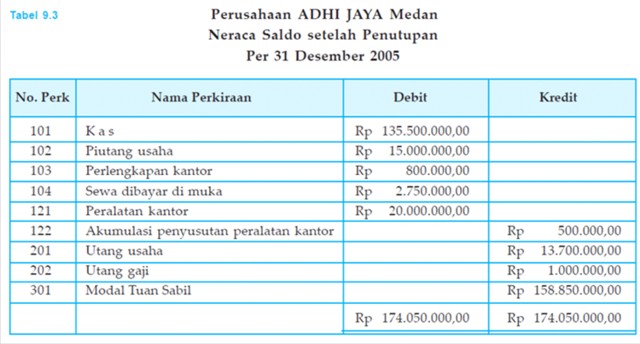 Tabel 9.3
Perusahaan ADHI JAYA Medan
Neraca Saldo setelah Penutupan
Per 31 Desember 2005
No. Perk Nama Perkiraan Debit Kredit
101 K a s Rp 135.500.000,00
102 Piutang usaha Rp 15.000.000,00
103 Perlengkapan kantor Rp 800.000,00
104 Sewa dibayar di muka Rp 2.750.000,00
121 Peralatan kantor Rp 20.000.000,00
122 Akumulasi penyusutan peralatan kantor Rp 500.000,00
201 Utang usaha Rp 13.700.000,00
202 Utang gaji Rp 1.000.000,00
301 Modal Tuan Sabil Rp 158.850.000,00
Rp 174.050.000,00 Rp 174.050.000,00